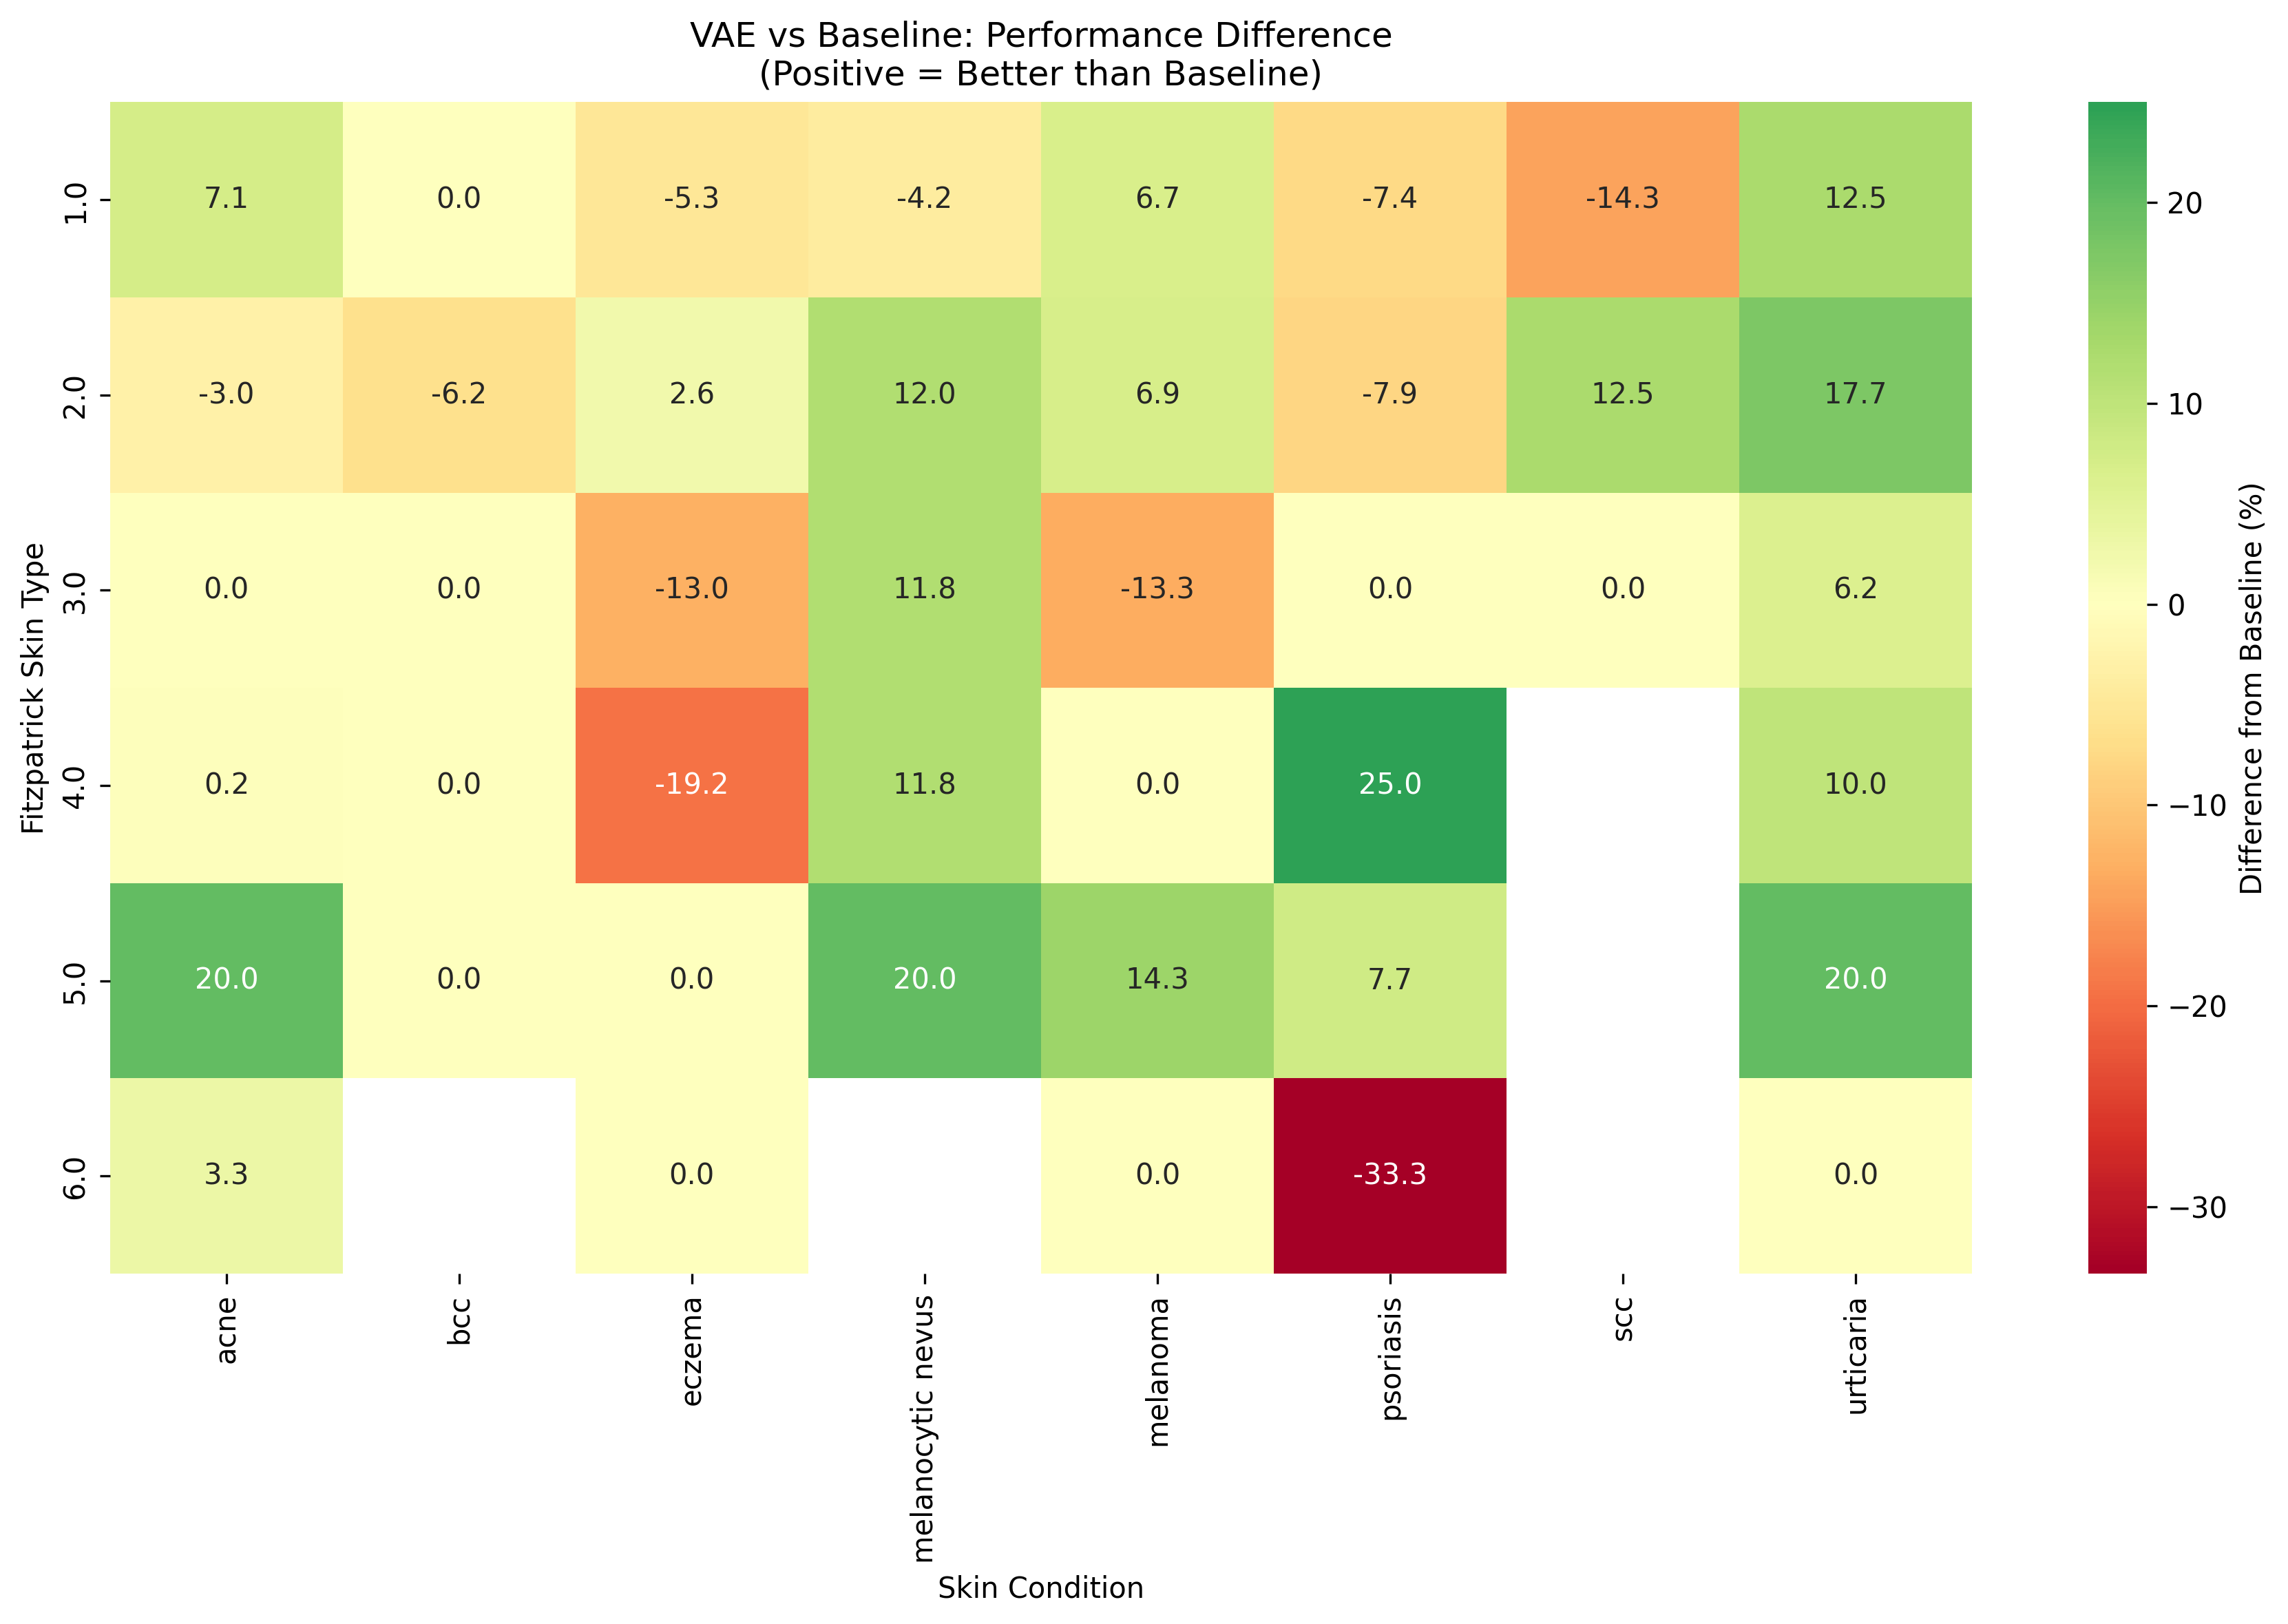 VAE vs Baseline: Performance Difference
(Positive = Better than Baseline)
Fitzpatrick Skin Type
1.0 7.1 0.0 -5.3 -4.2 6.7 -7.4 -14.3 12.5
2.0 -3.0 -6.2 2.6 12.0 6.9 -7.9 12.5 17.7
3.0 0.0 0.0 -13.0 11.8 -13.3 0.0 0.0 6.2
4.0 0.2 0.0 -19.2 11.8 0.0 25.0 10.0
5.0 20.0 0.0 0.0 20.0 14.3 7.7 20.0
6.0 3.3 0.0 0.0 -33.3 0.0
acne bcc eczema melanocytic nevus melanoma psoriasis scc urticaria
Skin Condition
20
10
0
−10
−20
−30
Difference from Baseline (%)